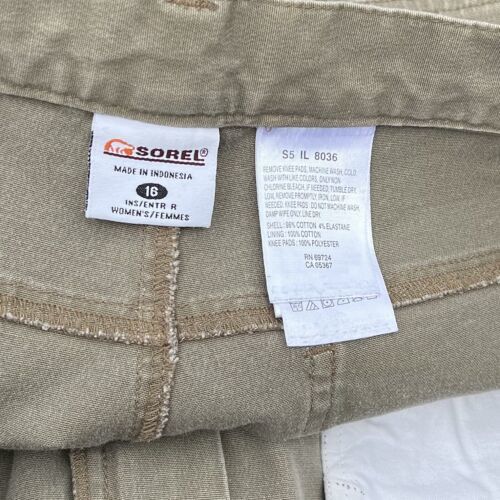 SOREL®
MADE IN INDONESIA
16
INS/ENTR R
WOMEN'S/FEMMES
S5 IL 8036
REMOVE KNEE PADS, MACHINE WASH, COLD
WASH WITH LIKE COLORS, ONLY NON
CHLORINE BLEACH, IF NEEDED, TUMBLE DRY
LOW, REMOVE PROMPTLY, IRON, LOW, IF
NEEDED, KNEE PADS : DO NOT MACHINE WASH,
DAMP WIPE ONLY, LINE DRY.
SHELL : 96% COTTON 4% ELASTANE
LINING : 100% COTTON
KNEE PADS : 100% POLYESTER
RN 69724
CA 05367